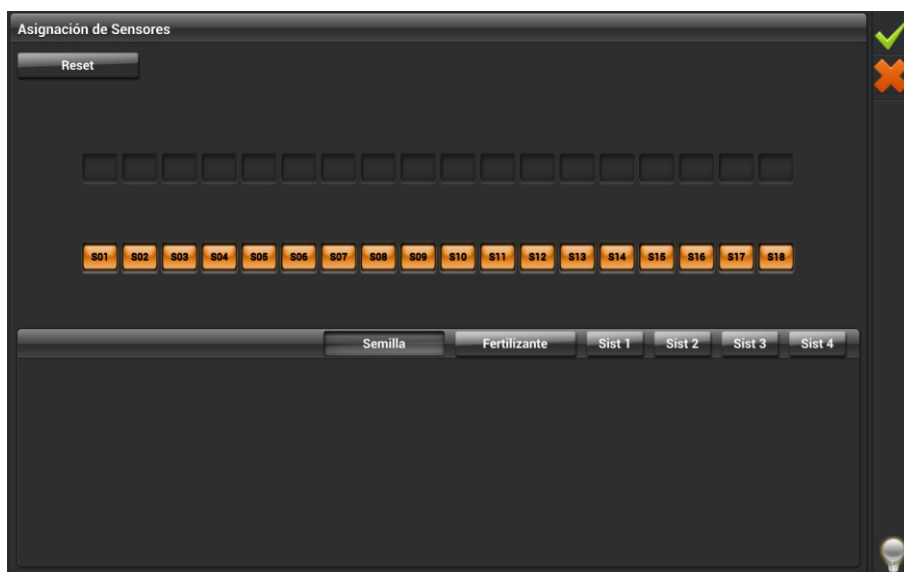 Asignación de Sensores
Reset
S01 S02 S03 S04 S05 S06 S07 S08 S09 S10 S11 S12 S13 S14 S15 S16 S17 S18
Semilla Fertilizante Sist 1 Sist 2 Sist 3 Sist 4